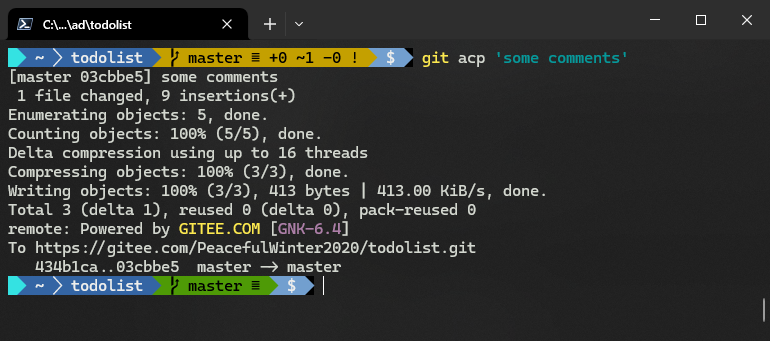 C:\...\ad\todolist
~ todolist master ≡ +0 ~1 -0 ! $ git acp 'some comments'
[master 03cbbe5] some comments
1 file changed, 9 insertions(+)
Enumerating objects: 5, done.
Counting objects: 100% (5/5), done.
Delta compression using up to 16 threads
Compressing objects: 100% (3/3), done.
Writing objects: 100% (3/3), 413 bytes | 413.00 KiB/s, done.
Total 3 (delta 1), reused 0 (delta 0), pack-reused 0
remote: Powered by GITEE.COM [GNK-6.4]
To https://gitee.com/PeacefulWinter2020/todolist.git
434b1ca..03cbbe5 master -> master
~ todolist master ≡ $